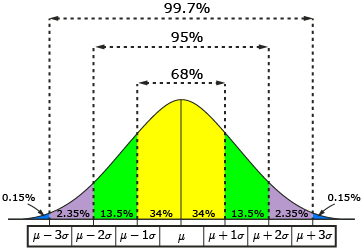 99.7%
95%
68%
0.15% 2.35% 13.5% 34% 34% 13.5% 2.35% 0.15%
μ − 3σ μ − 2σ μ − 1σ μ μ + 1σ μ + 2σ μ + 3σ